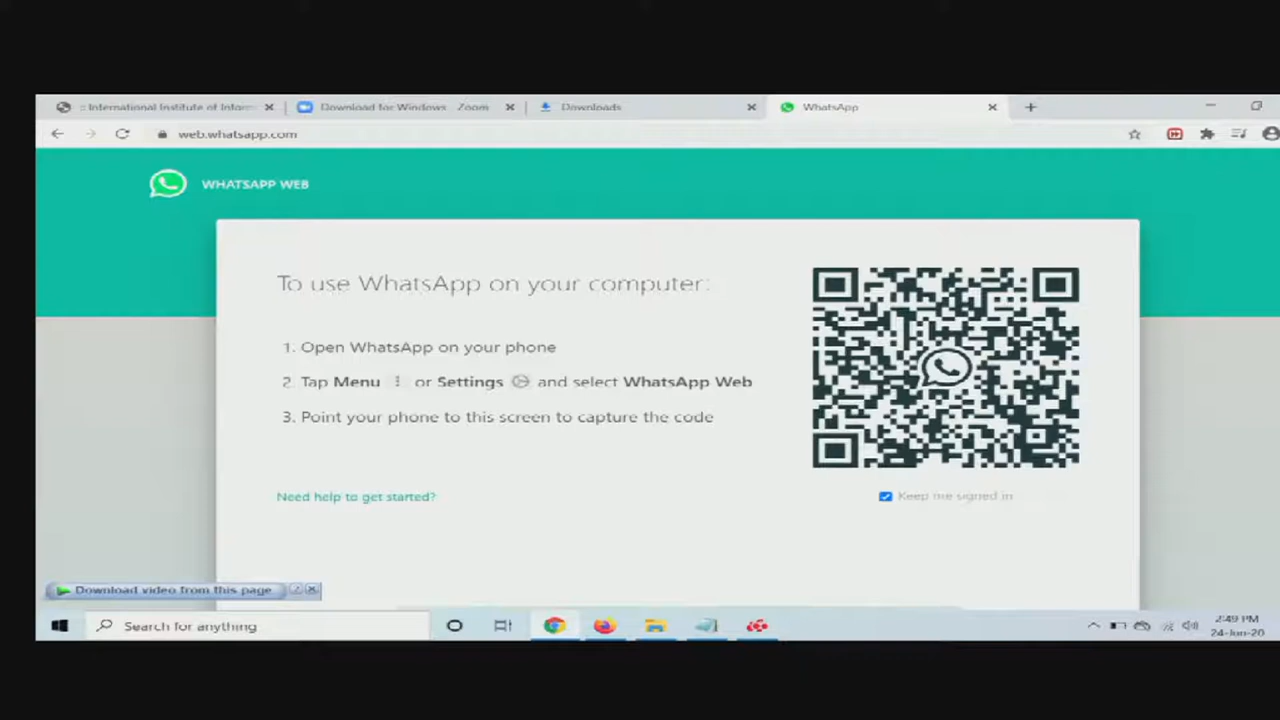 :: International Institute of Inform
Download for Windows - Zoom
Downloads
WhatsApp
web.whatsapp.com
WHATSAPP WEB
To use WhatsApp on your computer:
1. Open WhatsApp on your phone
2. Tap Menu or Settings and select WhatsApp Web
3. Point your phone to this screen to capture the code
Need help to get started?
Keep me signed in
Download video from this page
Search for anything
2:49 PM
24-Jun-20